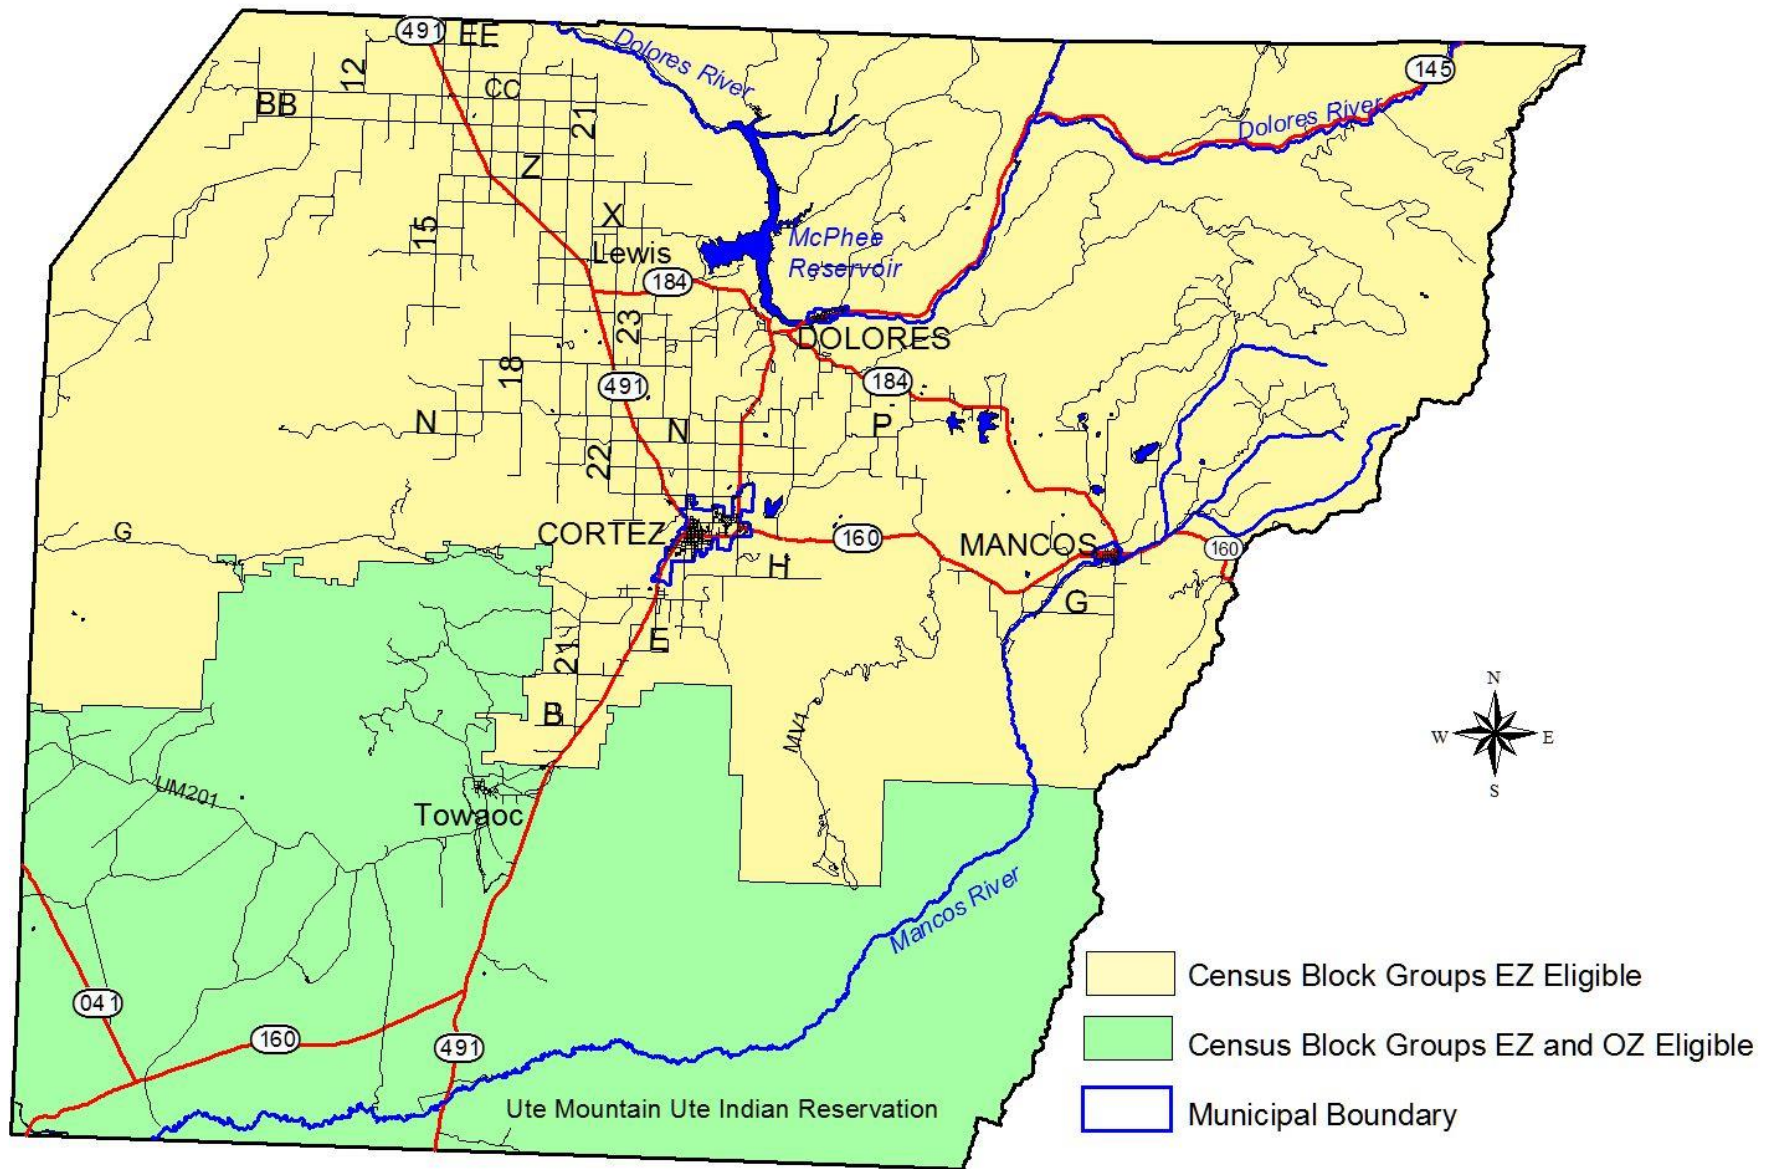 491
EE
Dolores River
145
12
CC
BB
21
Dolores River
Z
15
X
Lewis
McPhee
Reservoir
184
23
DOLORES
18
491
184
N
N
P
22
G
CORTEZ
160
MANCOS
160
H
G
E
21
B
MV1
UM201
Towaoc
N
W
E
S
Mancos River
041
160
491
Ute Mountain Ute Indian Reservation
Census Block Groups EZ Eligible
Census Block Groups EZ and OZ Eligible
Municipal Boundary